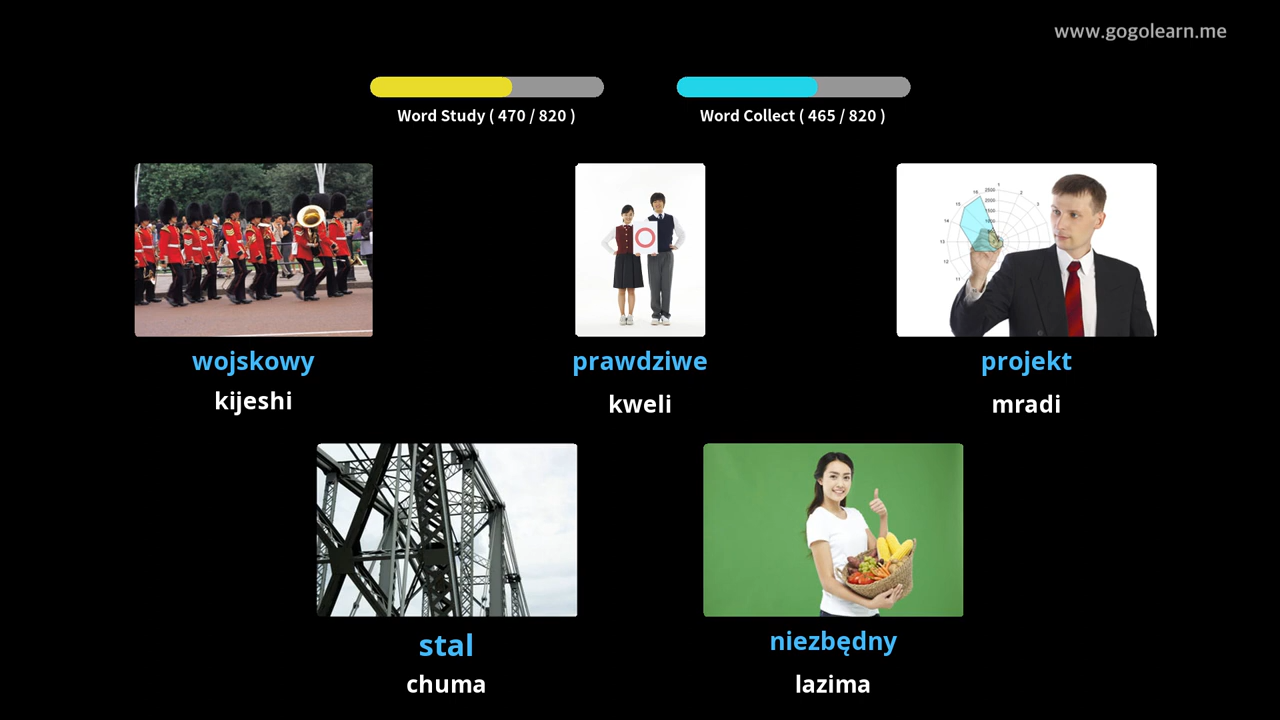 www.gogolearn.me
Word Study ( 470 / 820 )
Word Collect ( 465 / 820 )
wojskowy
kijeshi
prawdziwe
kweli
projekt
mradi
stal
chuma
niezbędny
lazima